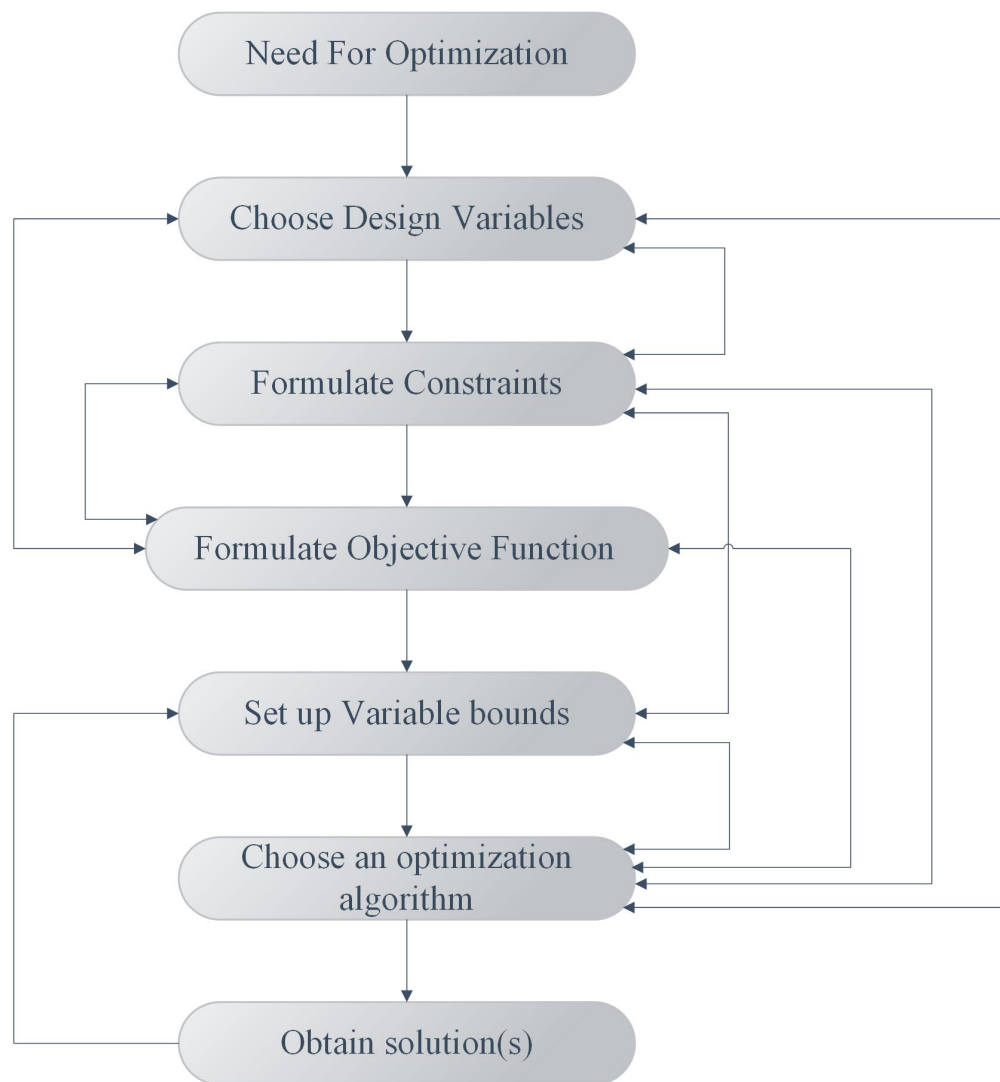 Need For Optimization
Choose Design Variables
Formulate Constraints
Formulate Objective Function
Set up Variable bounds
Choose an optimization
algorithm
Obtain solution(s)